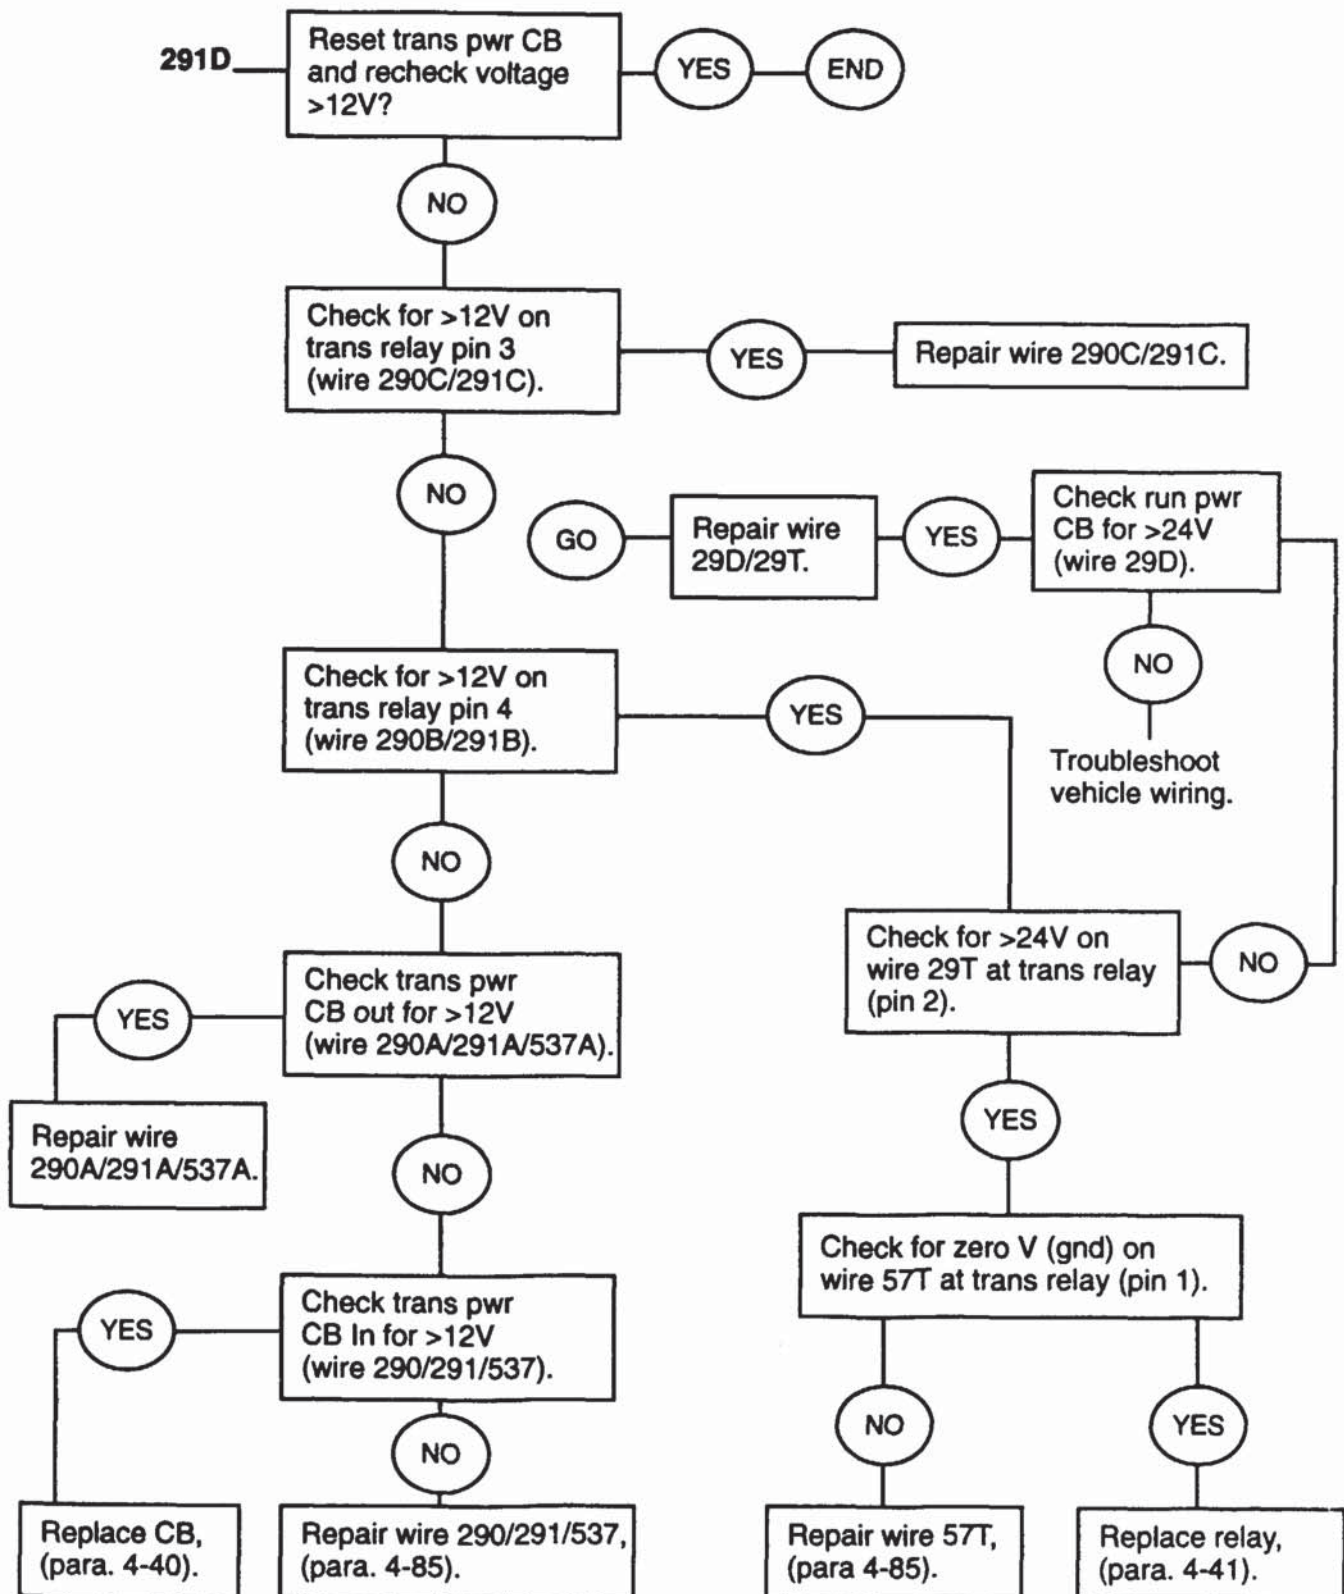 291D
Reset trans pwr CB
and recheck voltage
>12V?
YES
END
NO
Check for >12V on
trans relay pin 3
(wire 290C/291C).
YES
Repair wire 290C/291C.
NO
GO
Repair wire
29D/29T.
YES
Check run pwr
CB for >24V
(wire 29D).
NO
Troubleshoot
vehicle wiring.
Check for >12V on
trans relay pin 4
(wire 290B/291B).
YES
NO
Check for >24V on
wire 29T at trans relay
(pin 2).
NO
YES
Check trans pwr
CB out for >12V
(wire 290A/291A/537A).
YES
Repair wire
290A/291A/537A.
NO
Check for zero V (gnd) on
wire 57T at trans relay (pin 1).
Check trans pwr
CB In for >12V
(wire 290/291/537).
YES
NO
NO
YES
Replace CB,
(para. 4-40).
Repair wire 290/291/537,
(para. 4-85).
Repair wire 57T,
(para 4-85).
Replace relay,
(para. 4-41).